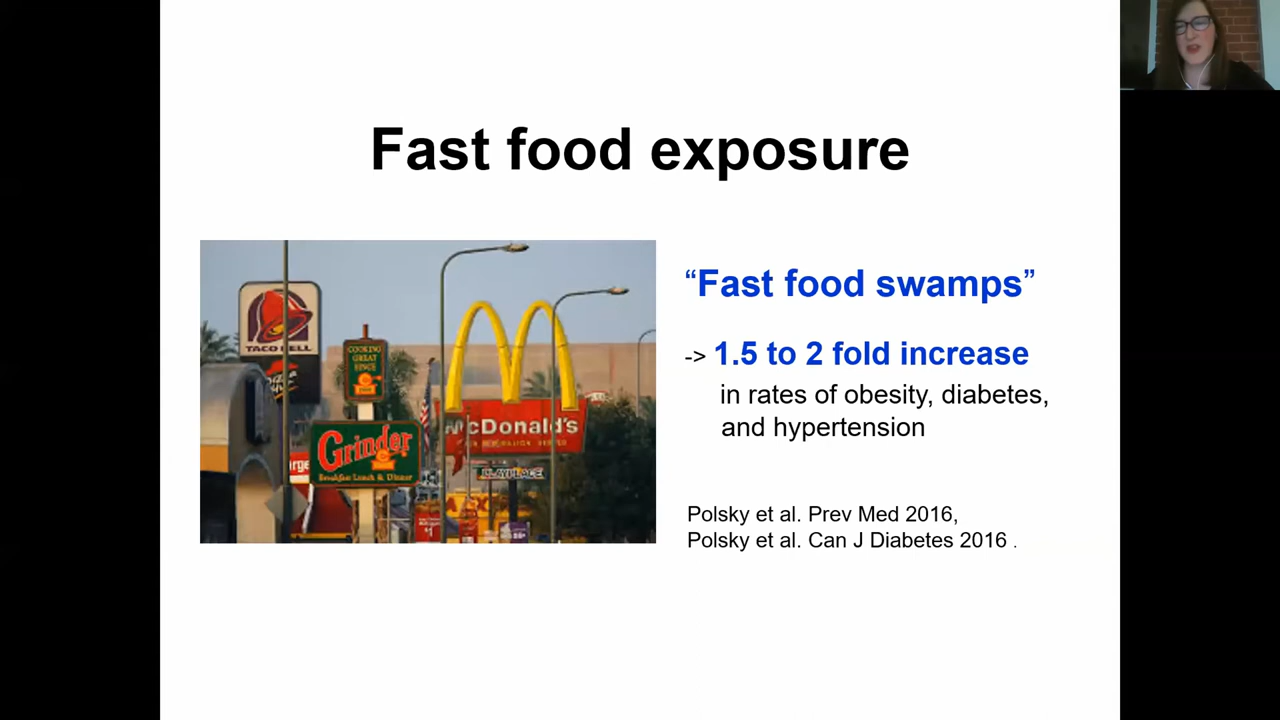 Fast food exposure
TACO BELL
COOKING
GREAT
SINCE
Grinder
Breakfast Lunch & Dinner
McDonald's
PLAYPLACE
“Fast food swamps”
-> 1.5 to 2 fold increase
in rates of obesity, diabetes,
and hypertension
Polsky et al. Prev Med 2016,
Polsky et al. Can J Diabetes 2016 .